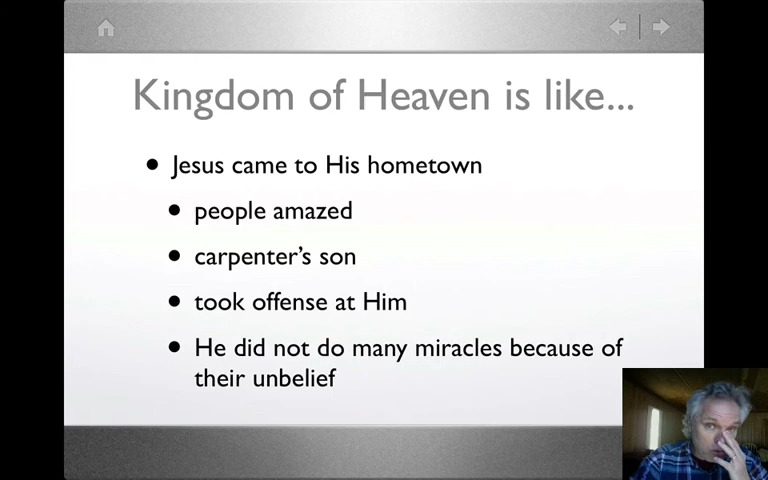 Kingdom of Heaven is like...
• Jesus came to His hometown
• people amazed
• carpenter’s son
• took offense at Him
• He did not do many miracles because of
their unbelief